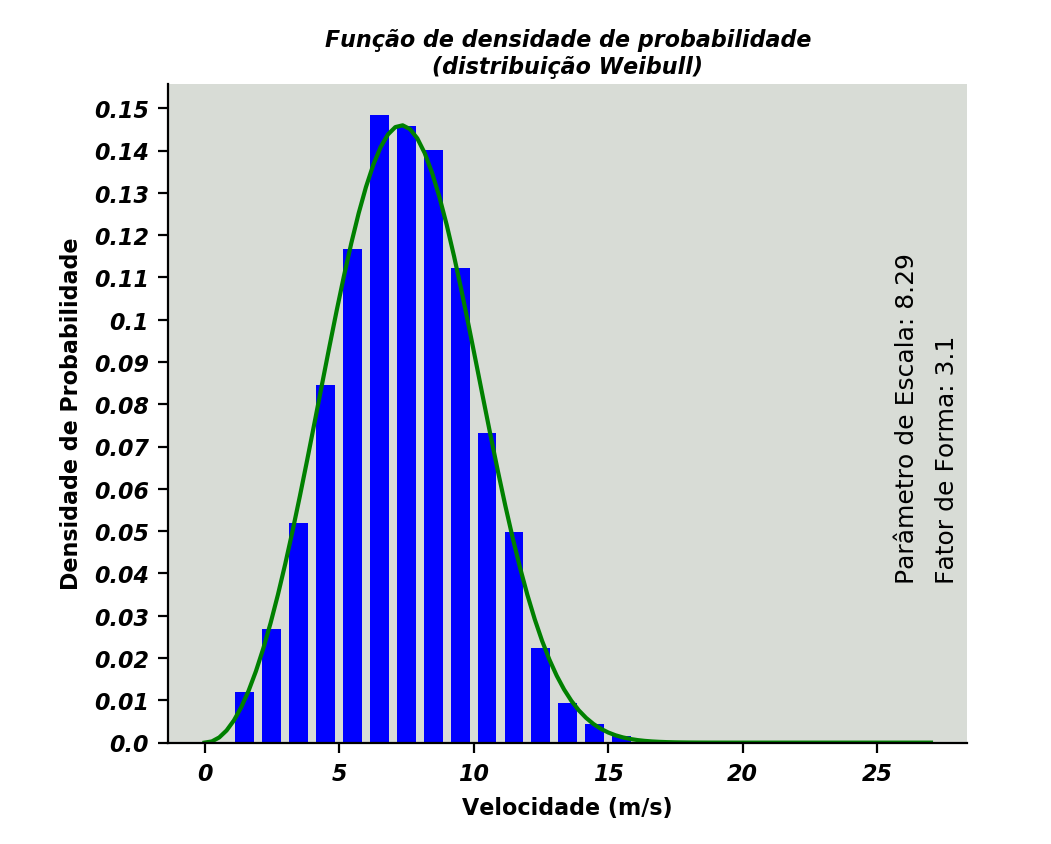 Função de densidade de probabilidade
(distribuição Weibull)
Densidade de Probabilidade
0.15
0.14
0.13
0.12
0.11
0.1
0.09
0.08
0.07
0.06
0.05
0.04
0.03
0.02
0.01
0.0
Parâmetro de Escala: 8.29
Fator de Forma: 3.1
0 5 10 15 20 25
Velocidade (m/s)